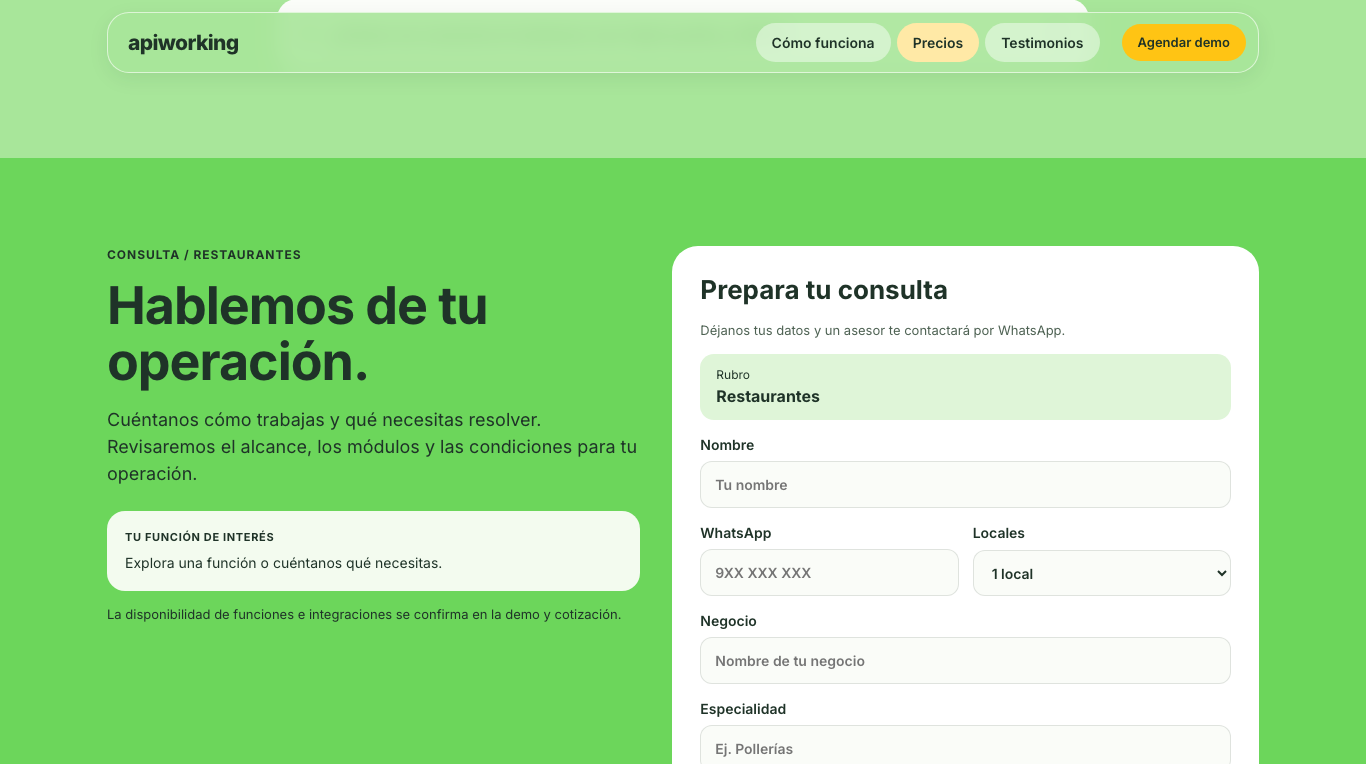 apiworking
Cómo funciona
Precios
Testimonios
Agendar demo
CONSULTA / RESTAURANTES
Hablemos de tu
operación.
Cuéntanos cómo trabajas y qué necesitas resolver.
Revisaremos el alcance, los módulos y las condiciones para tu
operación.
TU FUNCIÓN DE INTERÉS
Explora una función o cuéntanos qué necesitas.
La disponibilidad de funciones e integraciones se confirma en la demo y cotización.
Prepara tu consulta
Déjanos tus datos y un asesor te contactará por WhatsApp.
Rubro
Restaurantes
Nombre
Tu nombre
WhatsApp
Locales
9XX XXX XXX
1 local
Negocio
Nombre de tu negocio
Especialidad
Ej. Pollerías